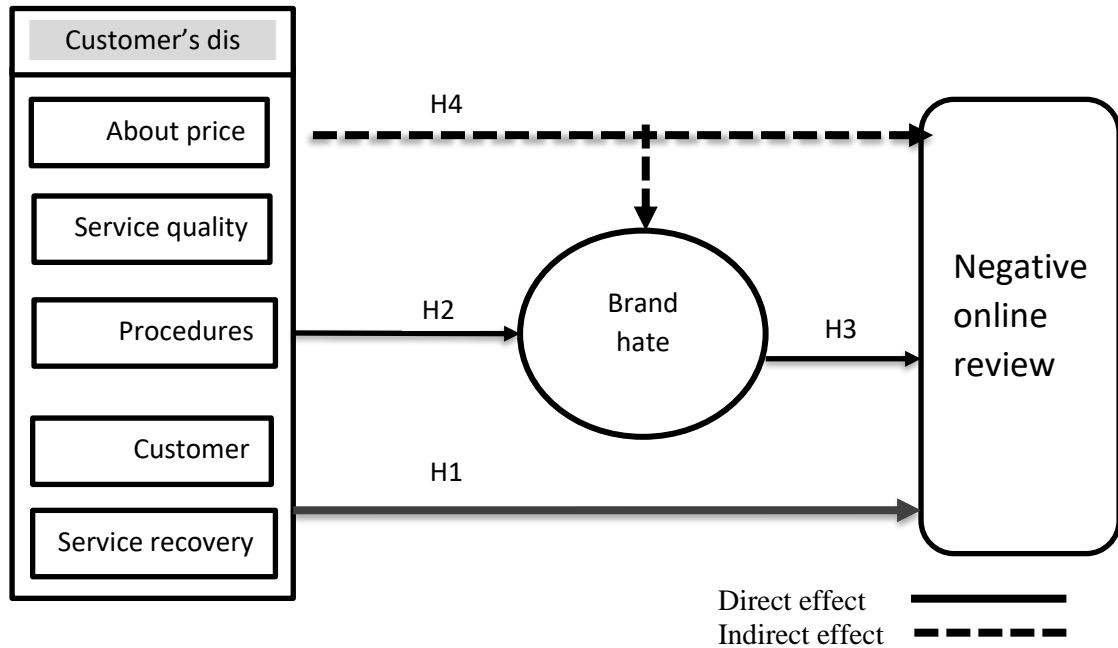 Customer’s dis
About price
Service quality
Procedures
Customer
Service recovery
H4
H2
H1
Brand
hate
H3
Negative
online
review
Direct effect
Indirect effect